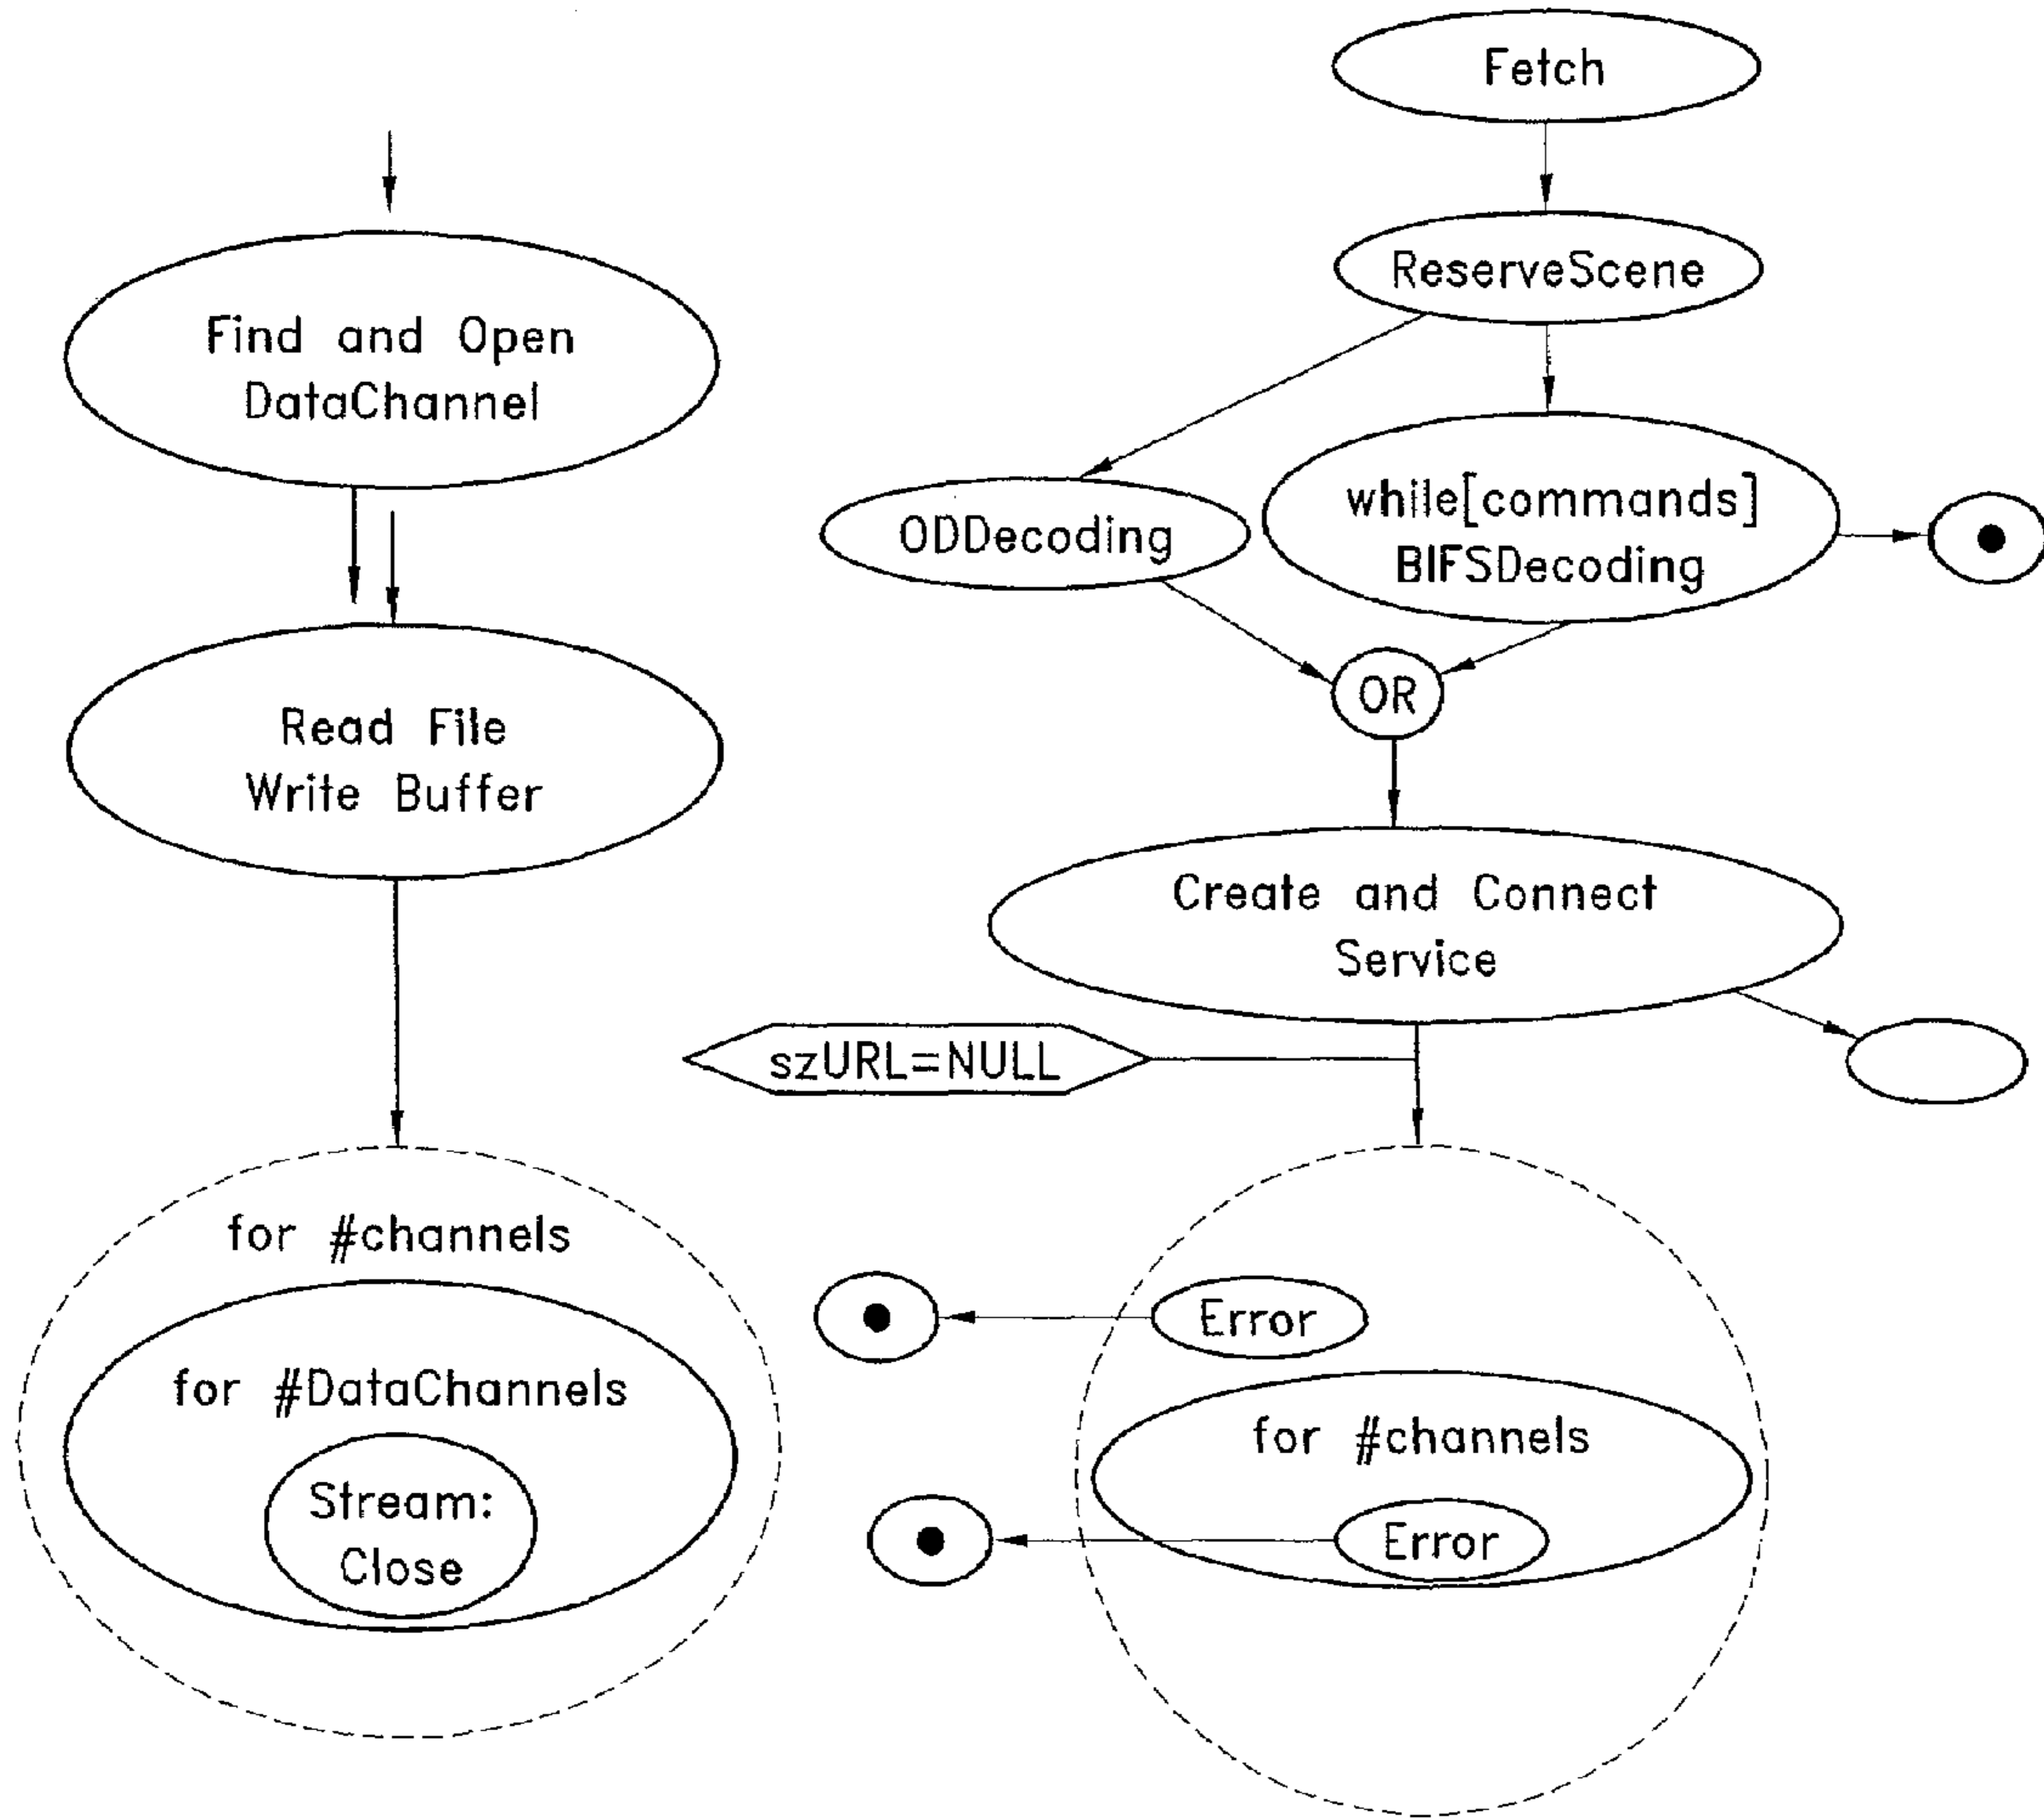 Fetch
ReserveScene
Find and Open
DataChannel
while[commands]
BIFSDecoding
ODDecoding
OR
Read File
Write Buffer
Create and Connect
Service
szURL=NULL
for #channels
for #DataChannels
Stream:
Close
Error
for #channels
Error